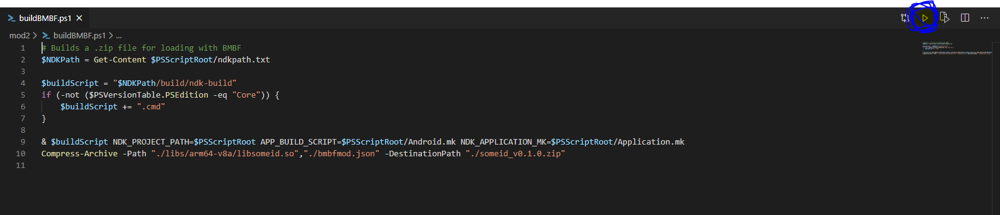 buildBMBF.ps1
mod2 > buildBMBF.ps1 > ...
1 # Builds a .zip file for loading with BMBF
2 $NDKPath = Get-Content $PSScriptRoot/ndkpath.txt
3
4 $buildScript = "$NDKPath/build/ndk-build"
5 if (-not ($PSVersionTable.PSEdition -eq "Core")) {
6     $buildScript += ".cmd"
7 }
8
9 & $buildScript NDK_PROJECT_PATH=$PSScriptRoot APP_BUILD_SCRIPT=$PSScriptRoot/Android.mk NDK_APPLICATION_MK=$PSScriptRoot/Application.mk
10 Compress-Archive -Path "./libs/arm64-v8a/libsomeid.so","./bmbfmod.json" -DestinationPath "./someid_v0.1.0.zip"
11